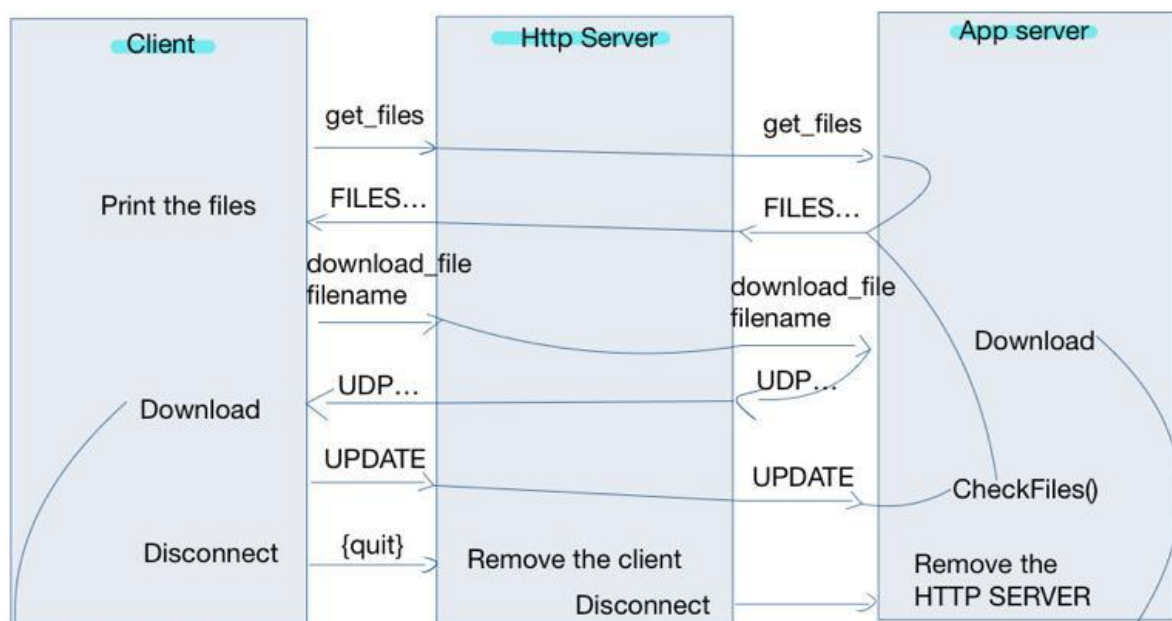 Client
Http Server
App server
get_files
get_files
Print the files
FILES...
FILES...
download_file
filename
download_file
filename
Download
UDP...
UDP...
Download
UPDATE
UPDATE
CheckFiles()
Disconnect
{quit}
Remove the client
Remove the
HTTP SERVER
Disconnect